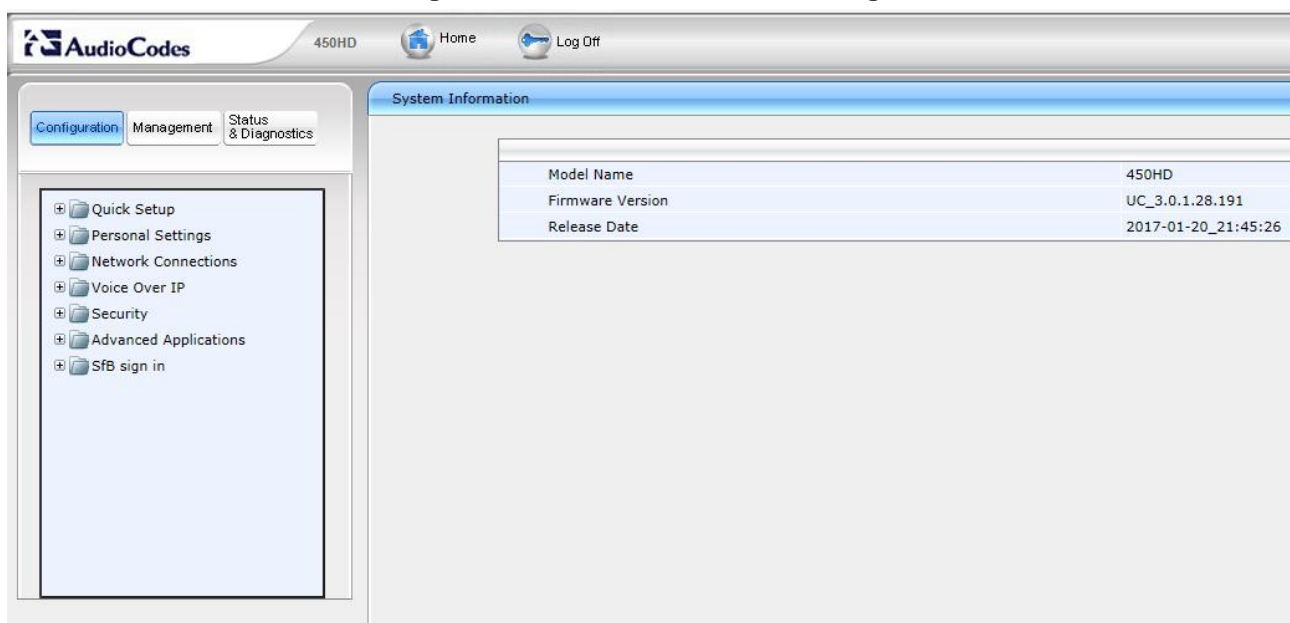 AudioCodes 450HD Home Log Off
System Information
Configuration Management Status & Diagnostics
Model Name 450HD
Firmware Version UC_3.0.1.28.191
Release Date 2017-01-20_21:45:26
Quick Setup
Personal Settings
Network Connections
Voice Over IP
Security
Advanced Applications
SfB sign in